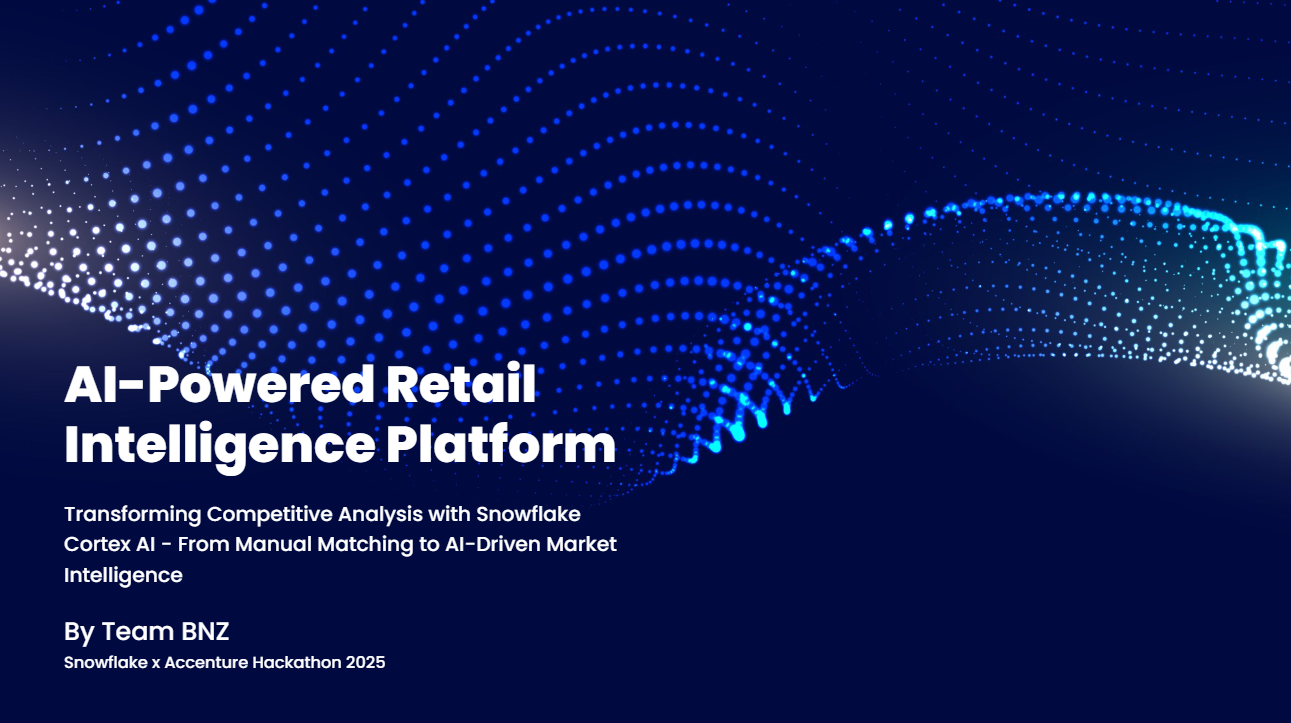 AI-Powered Retail
Intelligence Platform
Transforming Competitive Analysis with Snowflake
Cortex AI - From Manual Matching to AI-Driven Market
Intelligence
By Team BNZ
Snowflake x Accenture Hackathon 2025